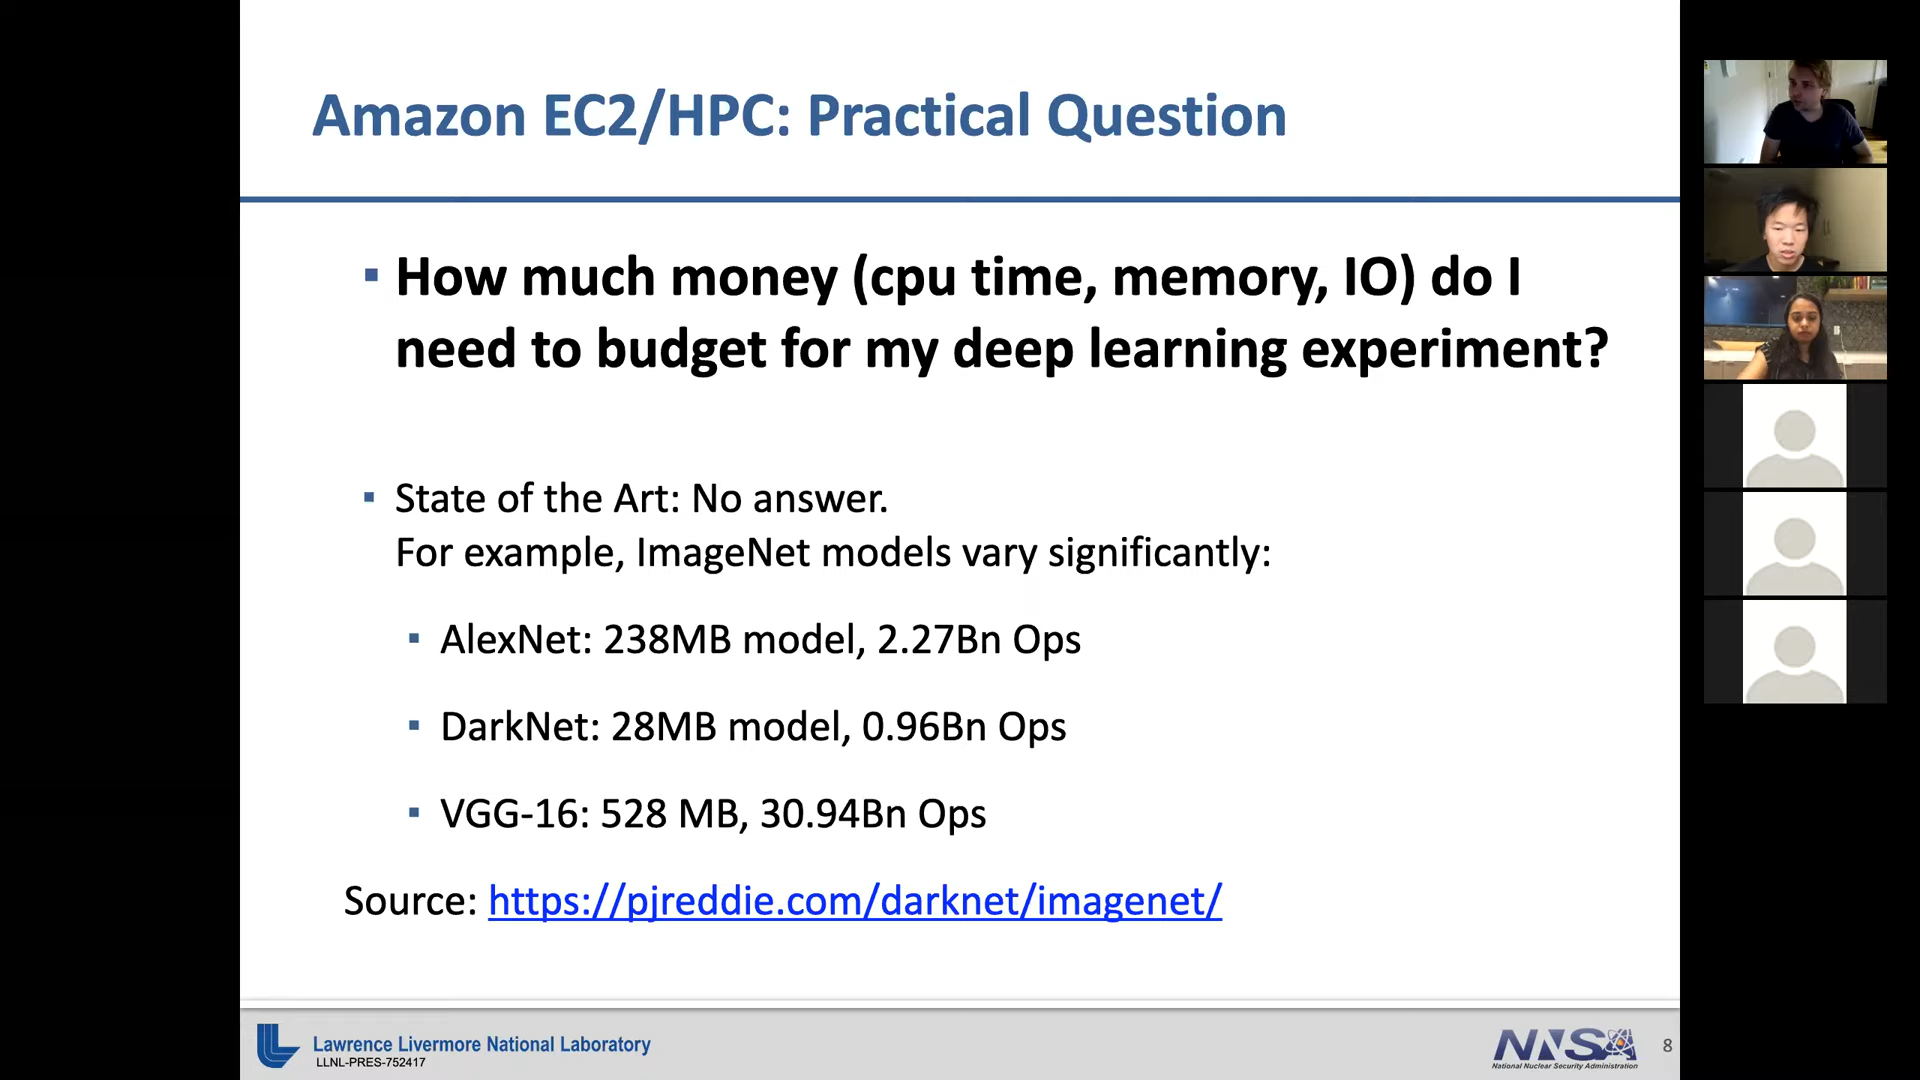 Amazon EC2/HPC: Practical Question
▪ How much money (cpu time, memory, IO) do I
need to budget for my deep learning experiment?
▪ State of the Art: No answer.
For example, ImageNet models vary significantly:
▪ AlexNet: 238MB model, 2.27Bn Ops
▪ DarkNet: 28MB model, 0.96Bn Ops
▪ VGG-16: 528 MB, 30.94Bn Ops
Source: https://pjreddie.com/darknet/imagenet/
Lawrence Livermore National Laboratory
LLNL-PRES-752417
NNSA
National Nuclear Security Administration
8